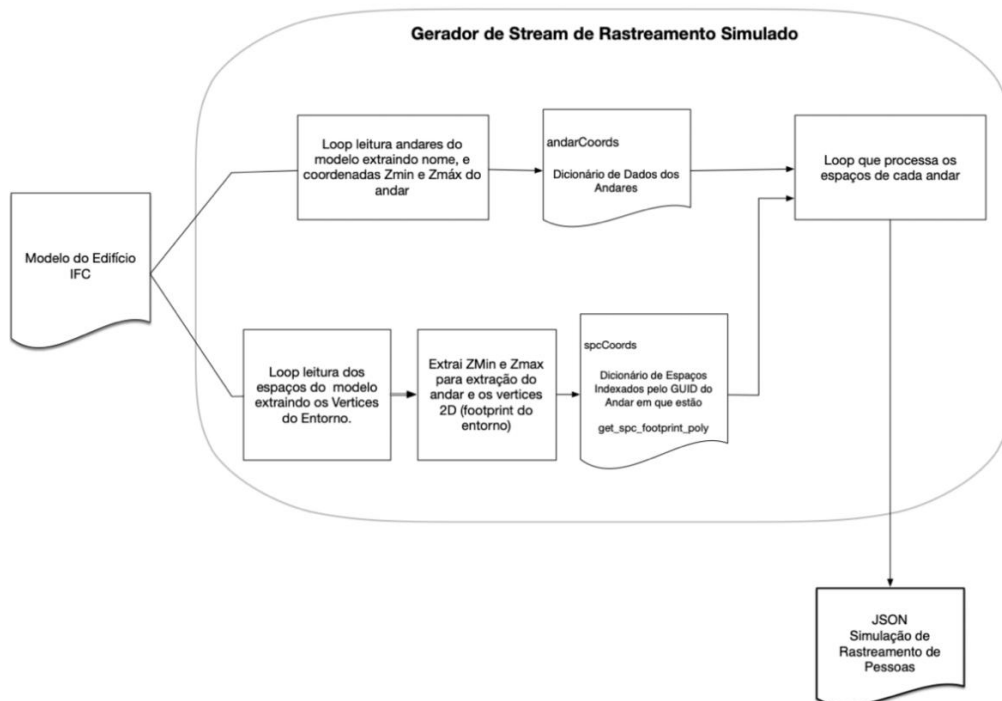 Gerador de Stream de Rastreamento Simulado
Loop leitura andares do
modelo extraindo nome, e
coordenadas Zmin e Zmáx do
andar
andarCoords
Dicionário de Dados dos
Andares
Loop que processa os
espaços de cada andar
Modelo do Edifício
IFC
Loop leitura dos
espaços do modelo
extraindo os Vertices
do Entorno.
Extrai ZMin e Zmax
para extração do
andar e os vertices
2D (footprint do
entorno)
spcCoords
Dicionário de Espaços
Indexados pelo GUID do
Andar em que estão
get_spc_footprint_poly
JSON
Simulação de
Rastreamento de
Pessoas